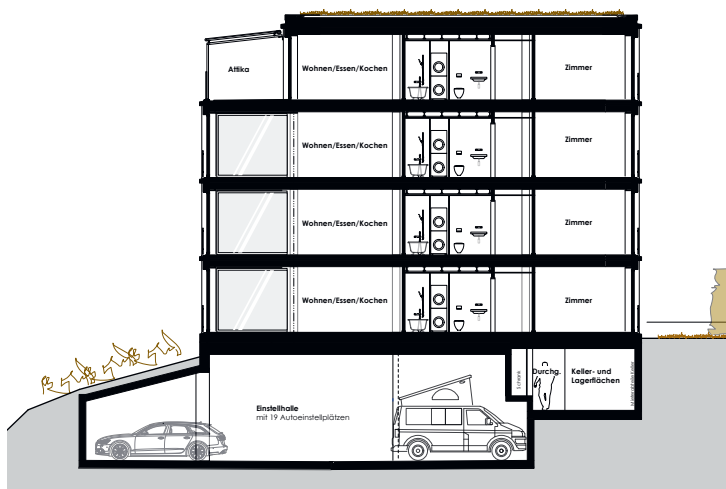 Attika
Wohnen/Essen/Kochen
Zimmer
Wohnen/Essen/Kochen
Zimmer
Wohnen/Essen/Kochen
Zimmer
Wohnen/Essen/Kochen
Zimmer
Schrank
Durchg.
Keller- und
Lagerflächen
Einstellhalle
mit 19 Autoeinstellplätzen